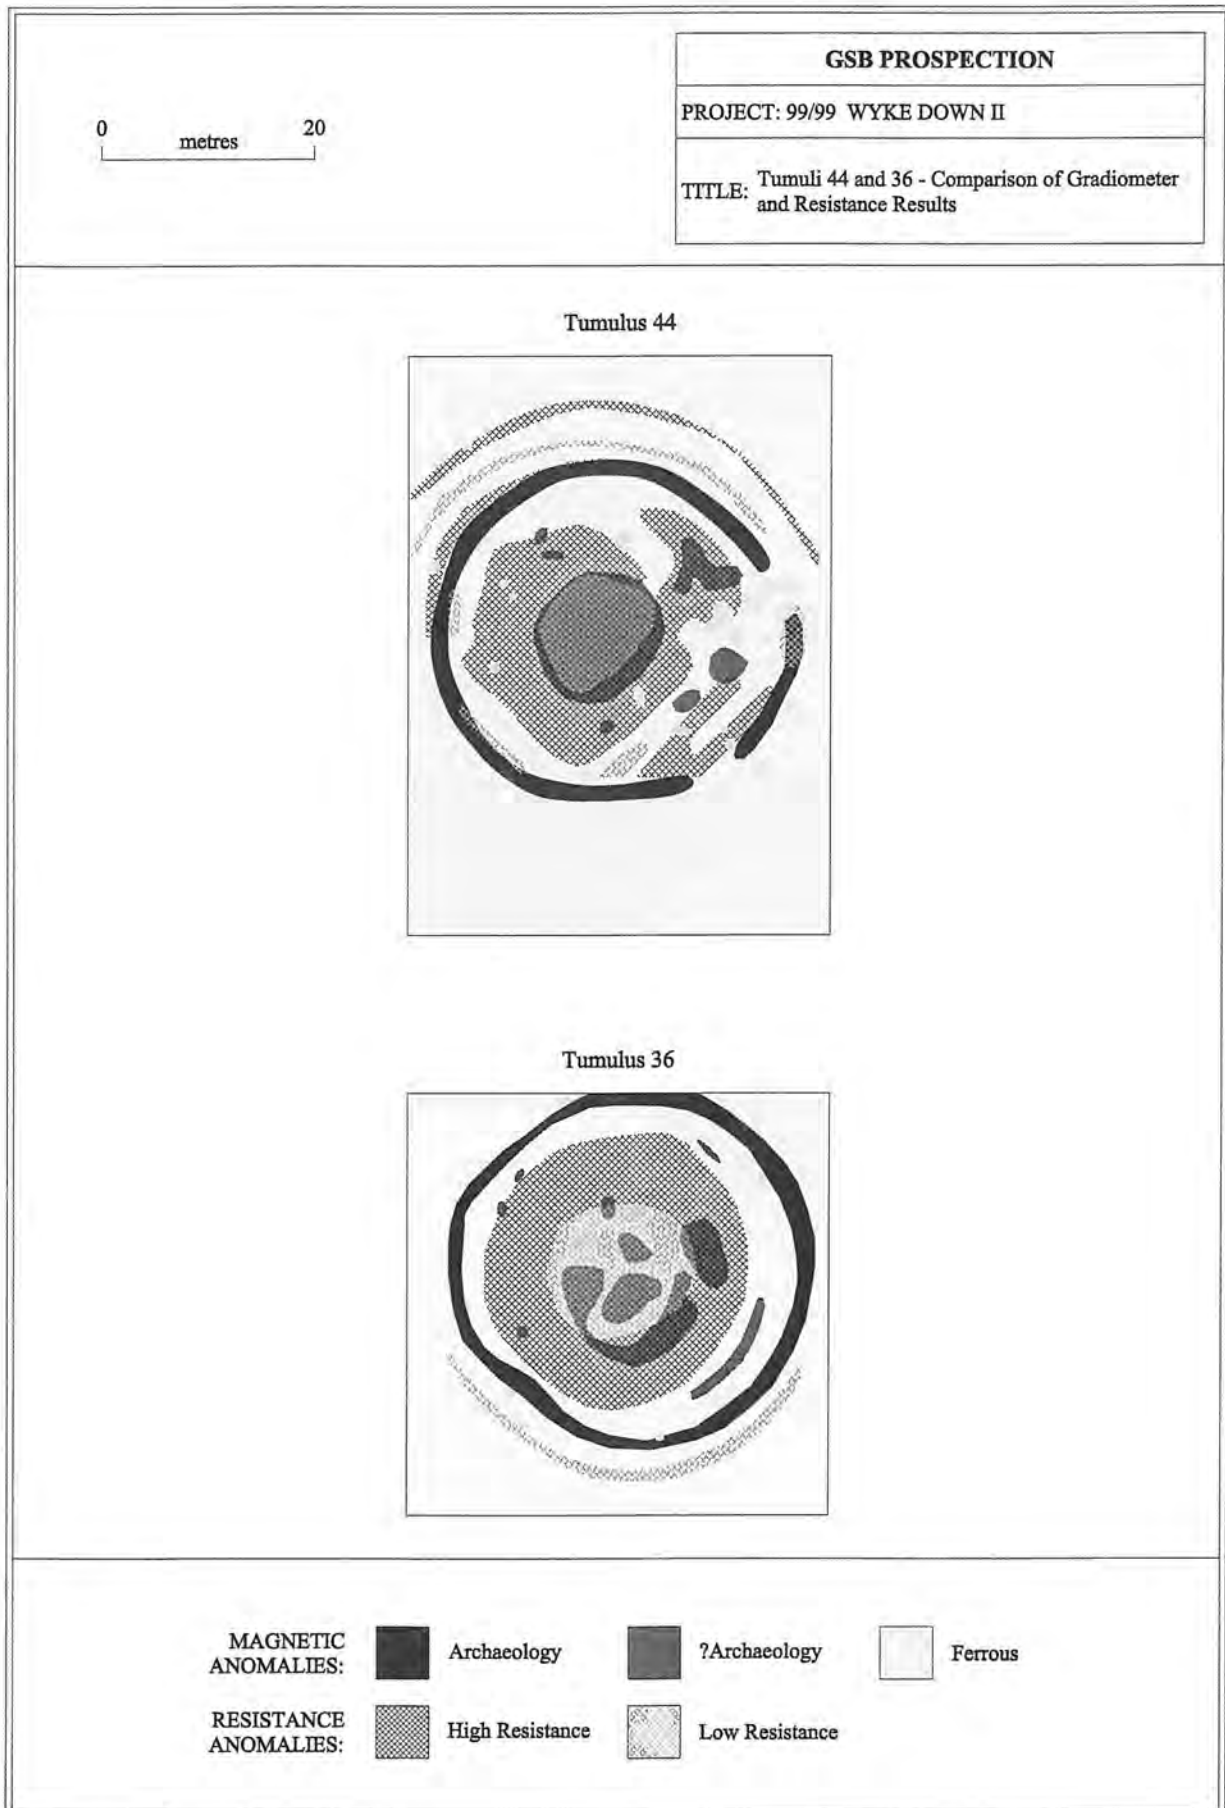 GSB PROSPECTION
PROJECT: 99/99 WYKE DOWN II
TITLE: Tumuli 44 and 36 - Comparison of Gradiometer
and Resistance Results
0 20
metres
Tumulus 44
Tumulus 36
MAGNETIC
ANOMALIES:
Archaeology
?Archaeology
Ferrous
RESISTANCE
ANOMALIES:
High Resistance
Low Resistance